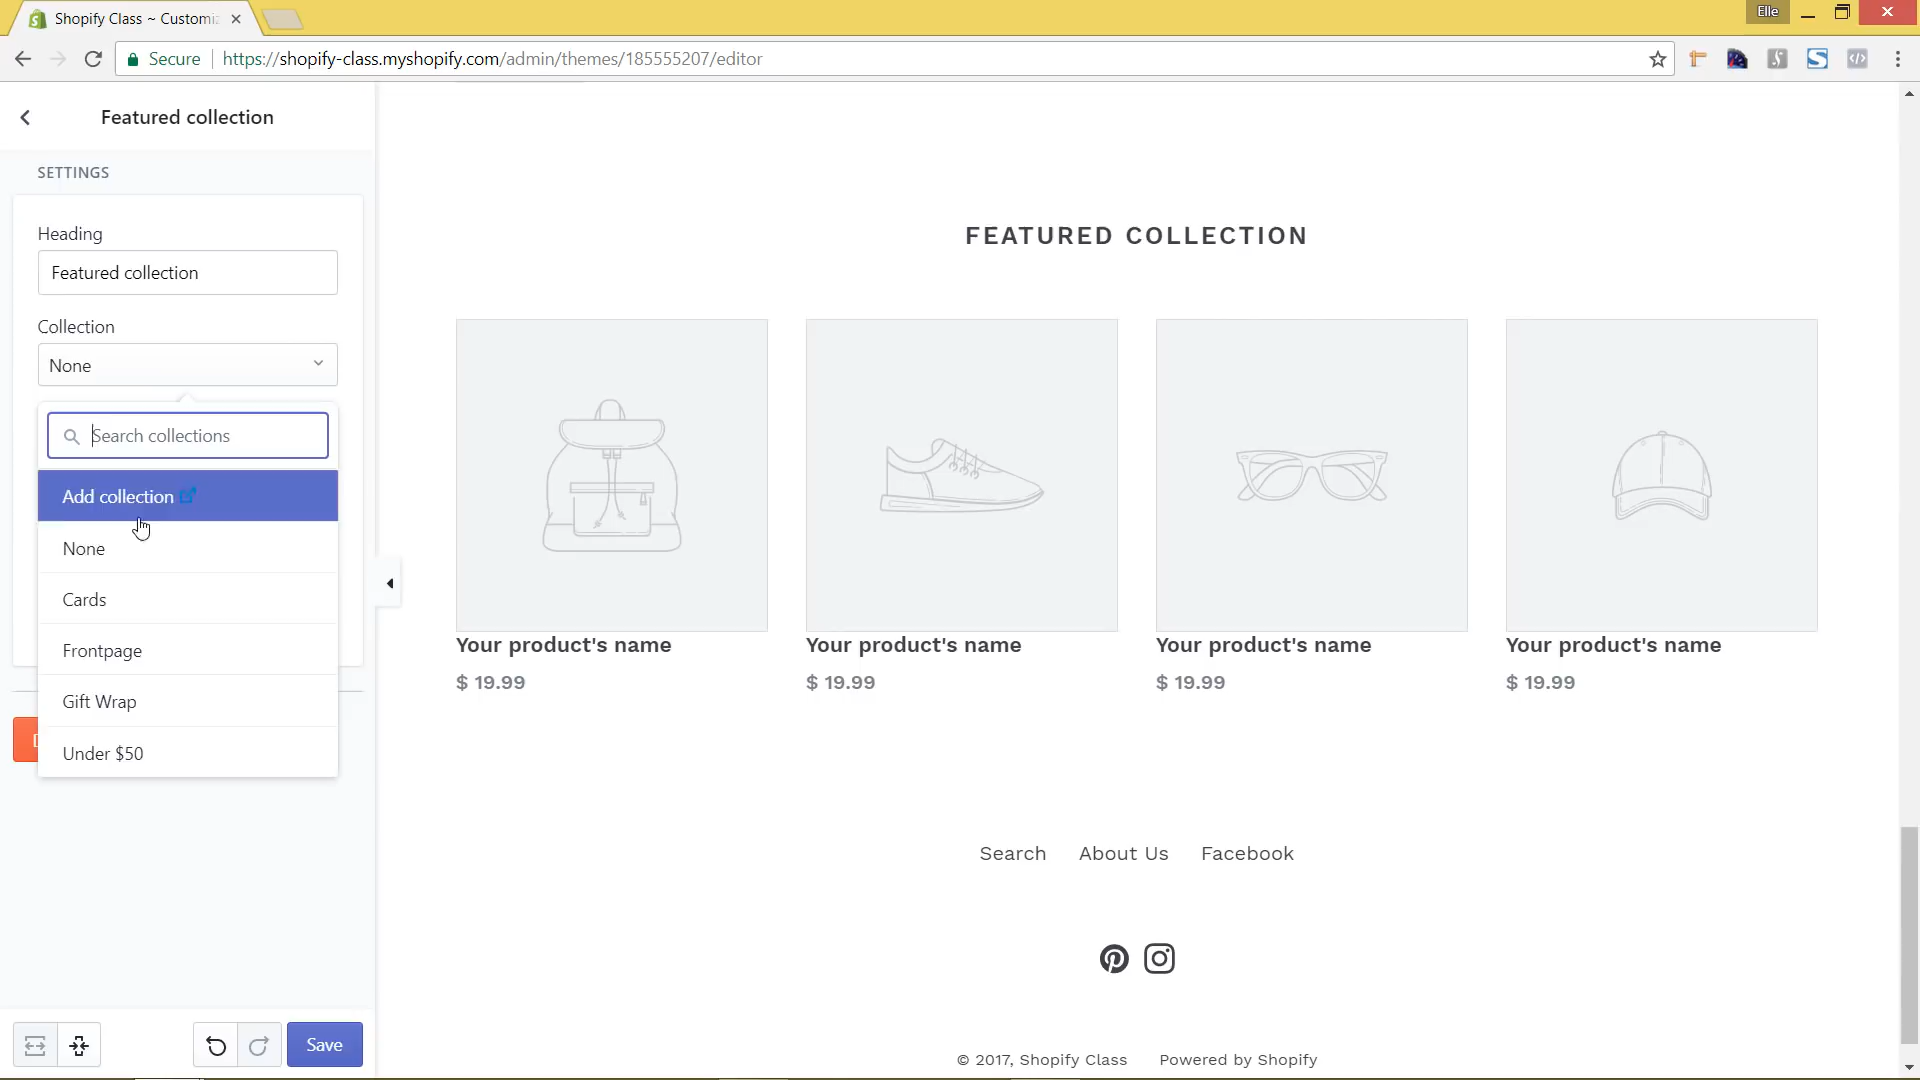 Shopify Class ~ Customiz
Elle
Secure
https://shopify-class.myshopify.com/admin/themes/185555207/editor
Featured collection
SETTINGS
Heading
Featured collection
Collection
None
Search collections
Add collection
None
Cards
Frontpage
Gift Wrap
Under $50
Save
FEATURED COLLECTION
Your product's name
$ 19.99
Your product's name
$ 19.99
Your product's name
$ 19.99
Your product's name
$ 19.99
Search About Us Facebook
© 2017, Shopify Class Powered by Shopify